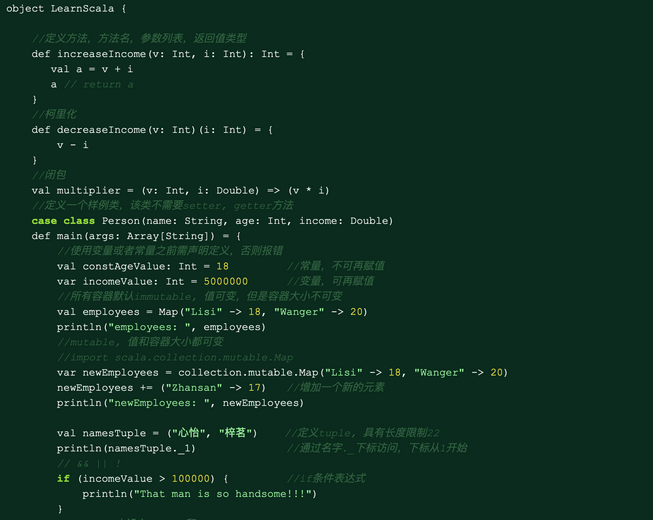 object LearnScala {
//定义方法, 方法名, 参数列表, 返回值类型
def increaseIncome(v: Int, i: Int): Int = {
val a = v + i
a // return a
}
//柯里化
def decreaseIncome(v: Int)(i: Int) = {
v - i
}
//闭包
val multiplier = (v: Int, i: Double) => (v * i)
//定义一个样例类, 该类不需要setter, getter方法
case class Person(name: String, age: Int, income: Double)
def main(args: Array[String]) = {
//使用变量或者常量之前需声明定义, 否则报错
val constAgeValue: Int = 18 //常量, 不可再赋值
var incomeValue: Int = 5000000 //变量, 可再赋值
//所有容器默认immutable, 值可变, 但是容器大小不可变
val employees = Map("Lisi" -> 18, "Wanger" -> 20)
println("employees: ", employees)
//mutable, 值和容器大小都可变
//import scala.collection.mutable.Map
var newEmployees = collection.mutable.Map("Lisi" -> 18, "Wanger" -> 20)
newEmployees += ("Zhansan" -> 17) //增加一个新的元素
println("newEmployees: ", newEmployees)
val namesTuple = ("心怡", "梓茗") //定义tuple, 具有长度限制22
println(namesTuple._1) //通过名字._下标访问, 下标从1开始
// && || !
if (incomeValue > 100000) { //if条件表达式
println("That man is so handsome!!!")
}